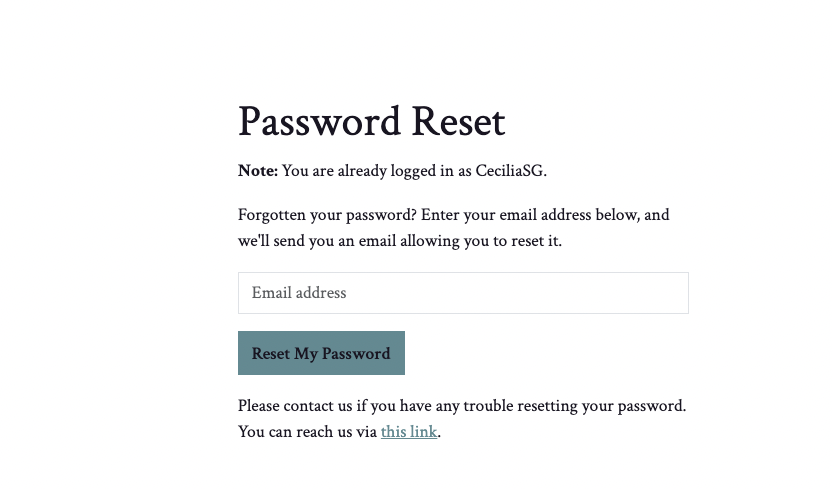 Password Reset
Note: You are already logged in as CeciliaSG.
Forgotten your password? Enter your email address below, and
we'll send you an email allowing you to reset it.
Email address
Reset My Password
Please contact us if you have any trouble resetting your password.
You can reach us via this link.